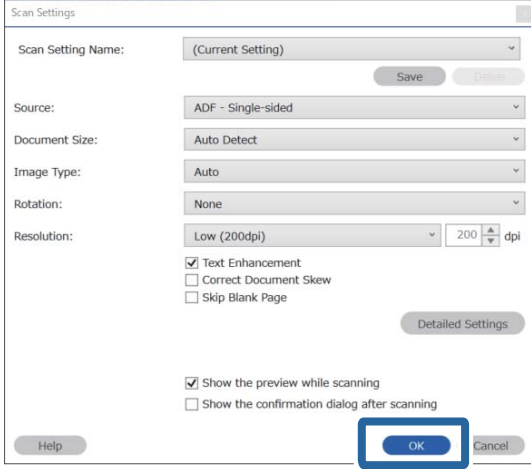 Scan Settings
Scan Setting Name: (Current Setting)
Save Delete
Source: ADF - Single-sided
Document Size: Auto Detect
Image Type: Auto
Rotation: None
Resolution: Low (200dpi) 200 dpi
Text Enhancement
Correct Document Skew
Skip Blank Page
Detailed Settings
Show the preview while scanning
Show the confirmation dialog after scanning
Help OK Cancel